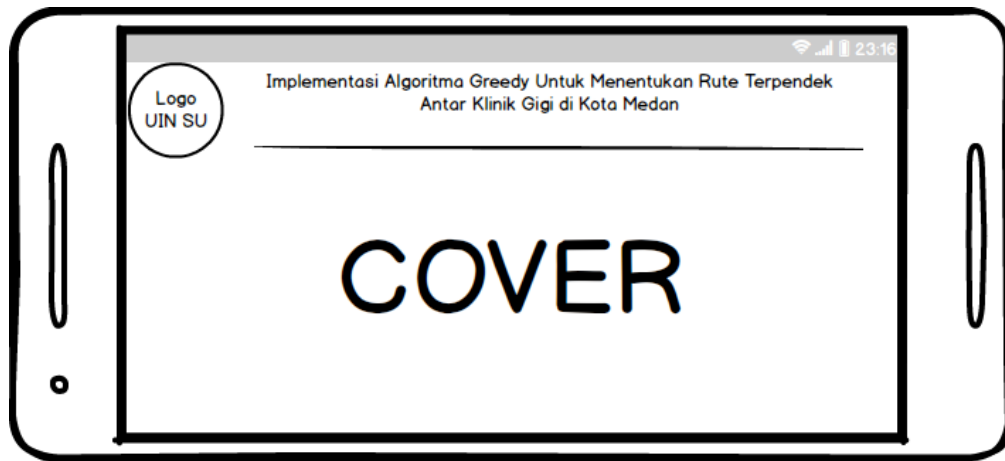 23:16
Logo
UIN SU
Implementasi Algoritma Greedy Untuk Menentukan Rute Terpendek
Antar Klinik Gigi di Kota Medan
COVER